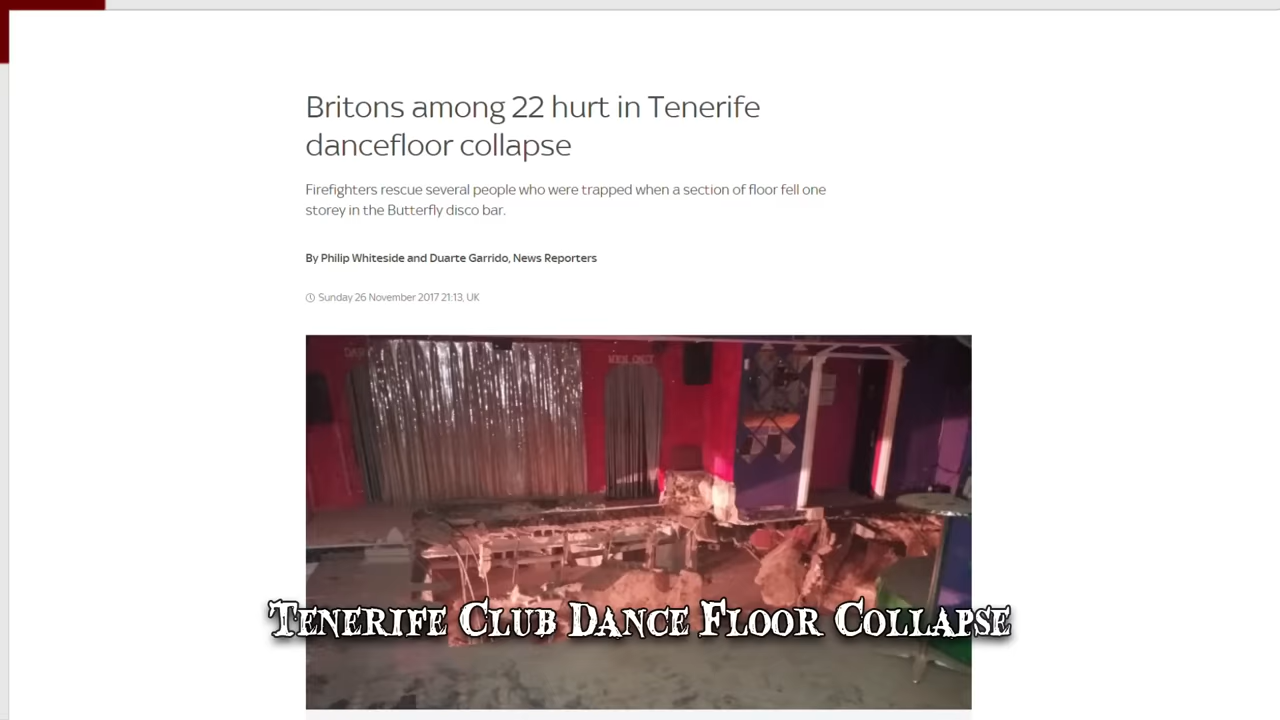 Britons among 22 hurt in Tenerife
dancefloor collapse
Firefighters rescue several people who were trapped when a section of floor fell one
storey in the Butterfly disco bar.
By Philip Whiteside and Duarte Garrido, News Reporters
Sunday 26 November 2017 21:13, UK
Tenerife Club Dance Floor Collapse